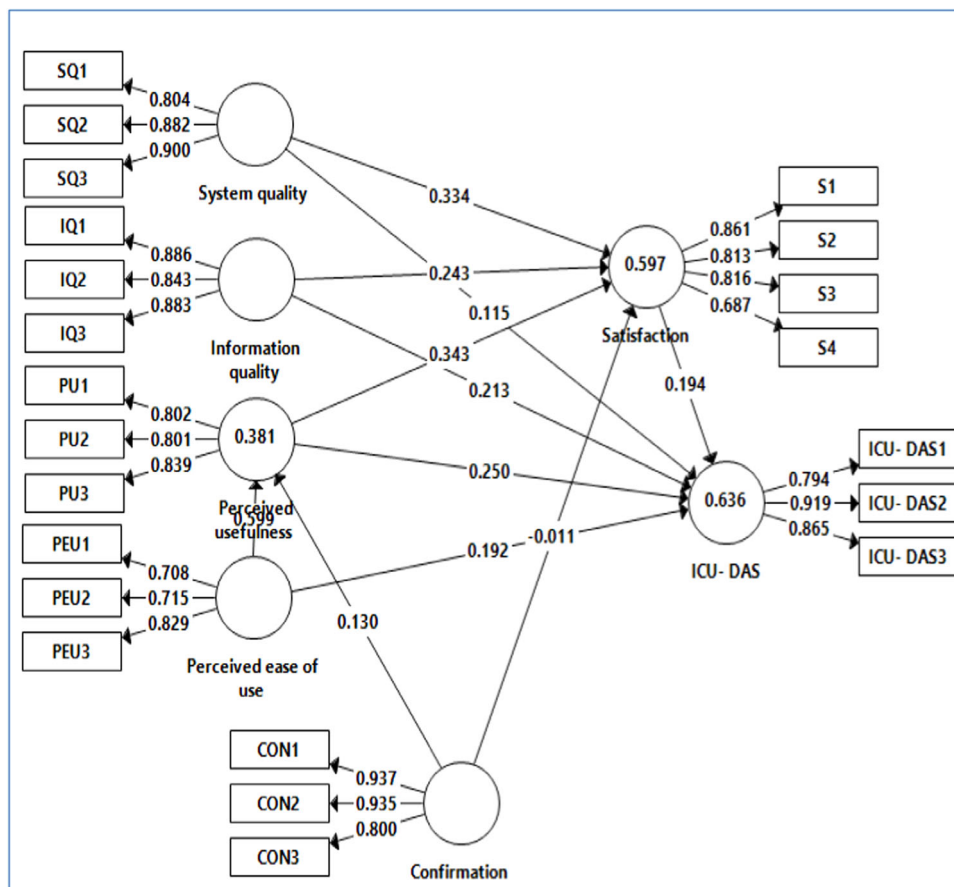 SQ1
0.804
SQ2
0.882
SQ3
0.900
System quality
IQ1
0.886
IQ2
0.843
IQ3
0.883
Information
quality
PU1
0.802
PU2
0.801
PU3
0.839
0.381
Perceived
usefulness
0.599
PEU1
0.708
PEU2
0.715
PEU3
0.829
Perceived ease of
use
CON1
0.937
CON2
0.935
CON3
0.800
Confirmation
0.334
0.243
0.115
0.343
0.213
0.250
0.192
-0.011
0.130
0.194
0.597
Satisfaction
S1
0.861
S2
0.813
S3
0.816
S4
0.687
0.636
ICU- DAS
ICU- DAS1
0.794
ICU- DAS2
0.919
ICU- DAS3
0.865